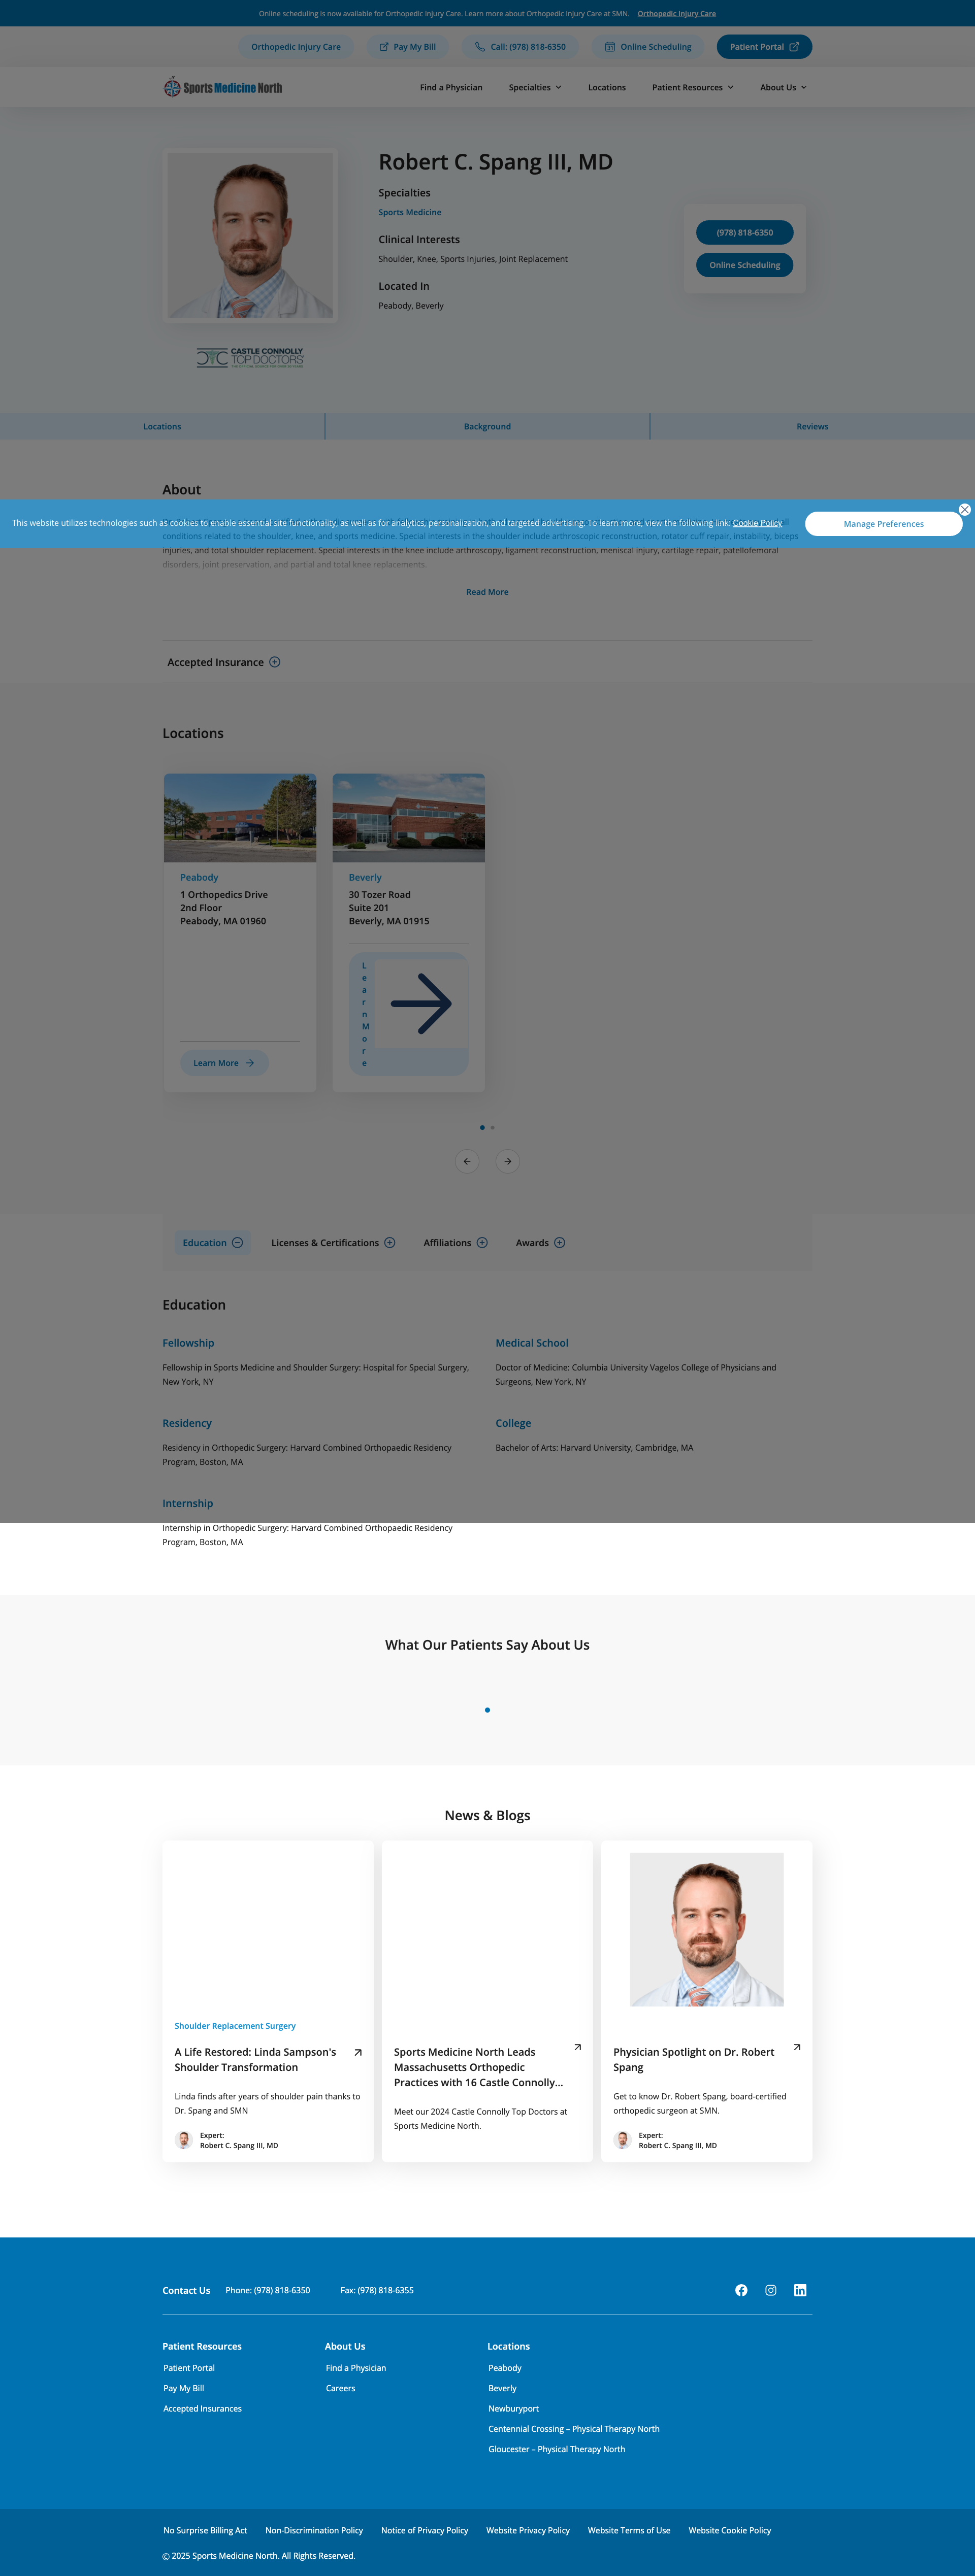 Online scheduling is now available for Orthopedic Injury Care. Learn more about Orthopedic Injury Care at SMN. Orthopedic Injury Care
Orthopedic Injury Care
Pay My Bill
Call: (978) 818-6350
Online Scheduling
Patient Portal
Sports Medicine North
Find a Physician
Specialties
Locations
Patient Resources
About Us
Robert C. Spang III, MD
Specialties
Sports Medicine
Clinical Interests
Shoulder, Knee, Sports Injuries, Joint Replacement
Located In
Peabody, Beverly
(978) 818-6350
Online Scheduling
CASTLE CONNOLLY
TOP DOCTORS
Locations
Background
Reviews
About
This website utilizes technologies such as cookies to enable essential site functionality, as well as for analytics, personalization, and targeted advertising. To learn more, view the following link: Cookie Policy
Manage Preferences
conditions related to the shoulder, knee, and sports medicine. Special interests in the shoulder include arthroscopic reconstruction, rotator cuff repair, instability, biceps
injuries, and total shoulder replacement. Special interests in the knee include arthroscopy, ligament reconstruction, meniscal injury, cartilage repair, patellofemoral
disorders, joint preservation, and partial and total knee replacements.
Read More
Accepted Insurance
Locations
Peabody
1 Orthopedics Drive
2nd Floor
Peabody, MA 01960
Learn More
Beverly
30 Tozer Road
Suite 201
Beverly, MA 01915
Learn More
Education
Licenses & Certifications
Affiliations
Awards
Education
Fellowship
Fellowship in Sports Medicine and Shoulder Surgery: Hospital for Special Surgery,
New York, NY
Medical School
Doctor of Medicine: Columbia University Vagelos College of Physicians and
Surgeons, New York, NY
Residency
Residency in Orthopedic Surgery: Harvard Combined Orthopaedic Residency
Program, Boston, MA
College
Bachelor of Arts: Harvard University, Cambridge, MA
Internship
Internship in Orthopedic Surgery: Harvard Combined Orthopaedic Residency
Program, Boston, MA
What Our Patients Say About Us
News & Blogs
Shoulder Replacement Surgery
A Life Restored: Linda Sampson's
Shoulder Transformation
Linda finds after years of shoulder pain thanks to
Dr. Spang and SMN
Expert:
Robert C. Spang III, MD
Sports Medicine North Leads
Massachusetts Orthopedic
Practices with 16 Castle Connolly...
Meet our 2024 Castle Connolly Top Doctors at
Sports Medicine North.
Physician Spotlight on Dr. Robert
Spang
Get to know Dr. Robert Spang, board-certified
orthopedic surgeon at SMN.
Expert:
Robert C. Spang III, MD
Contact Us
Phone: (978) 818-6350
Fax: (978) 818-6355
Patient Resources
Patient Portal
Pay My Bill
Accepted Insurances
About Us
Find a Physician
Careers
Locations
Peabody
Beverly
Newburyport
Centennial Crossing – Physical Therapy North
Gloucester – Physical Therapy North
No Surprise Billing Act
Non-Discrimination Policy
Notice of Privacy Policy
Website Privacy Policy
Website Terms of Use
Website Cookie Policy
© 2025 Sports Medicine North. All Rights Reserved.